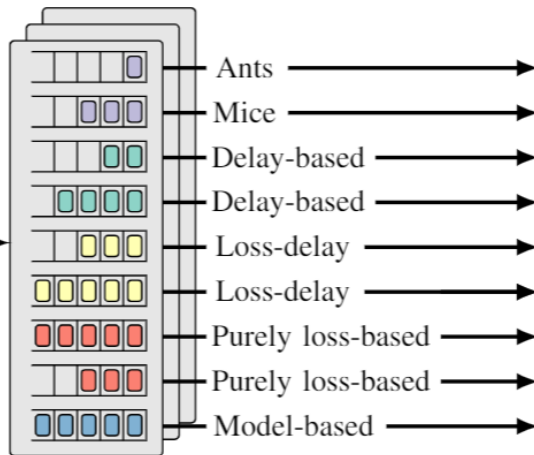 Ants
Mice
Delay-based
Delay-based
Loss-delay
Loss-delay
Purely loss-based
Purely loss-based
Model-based